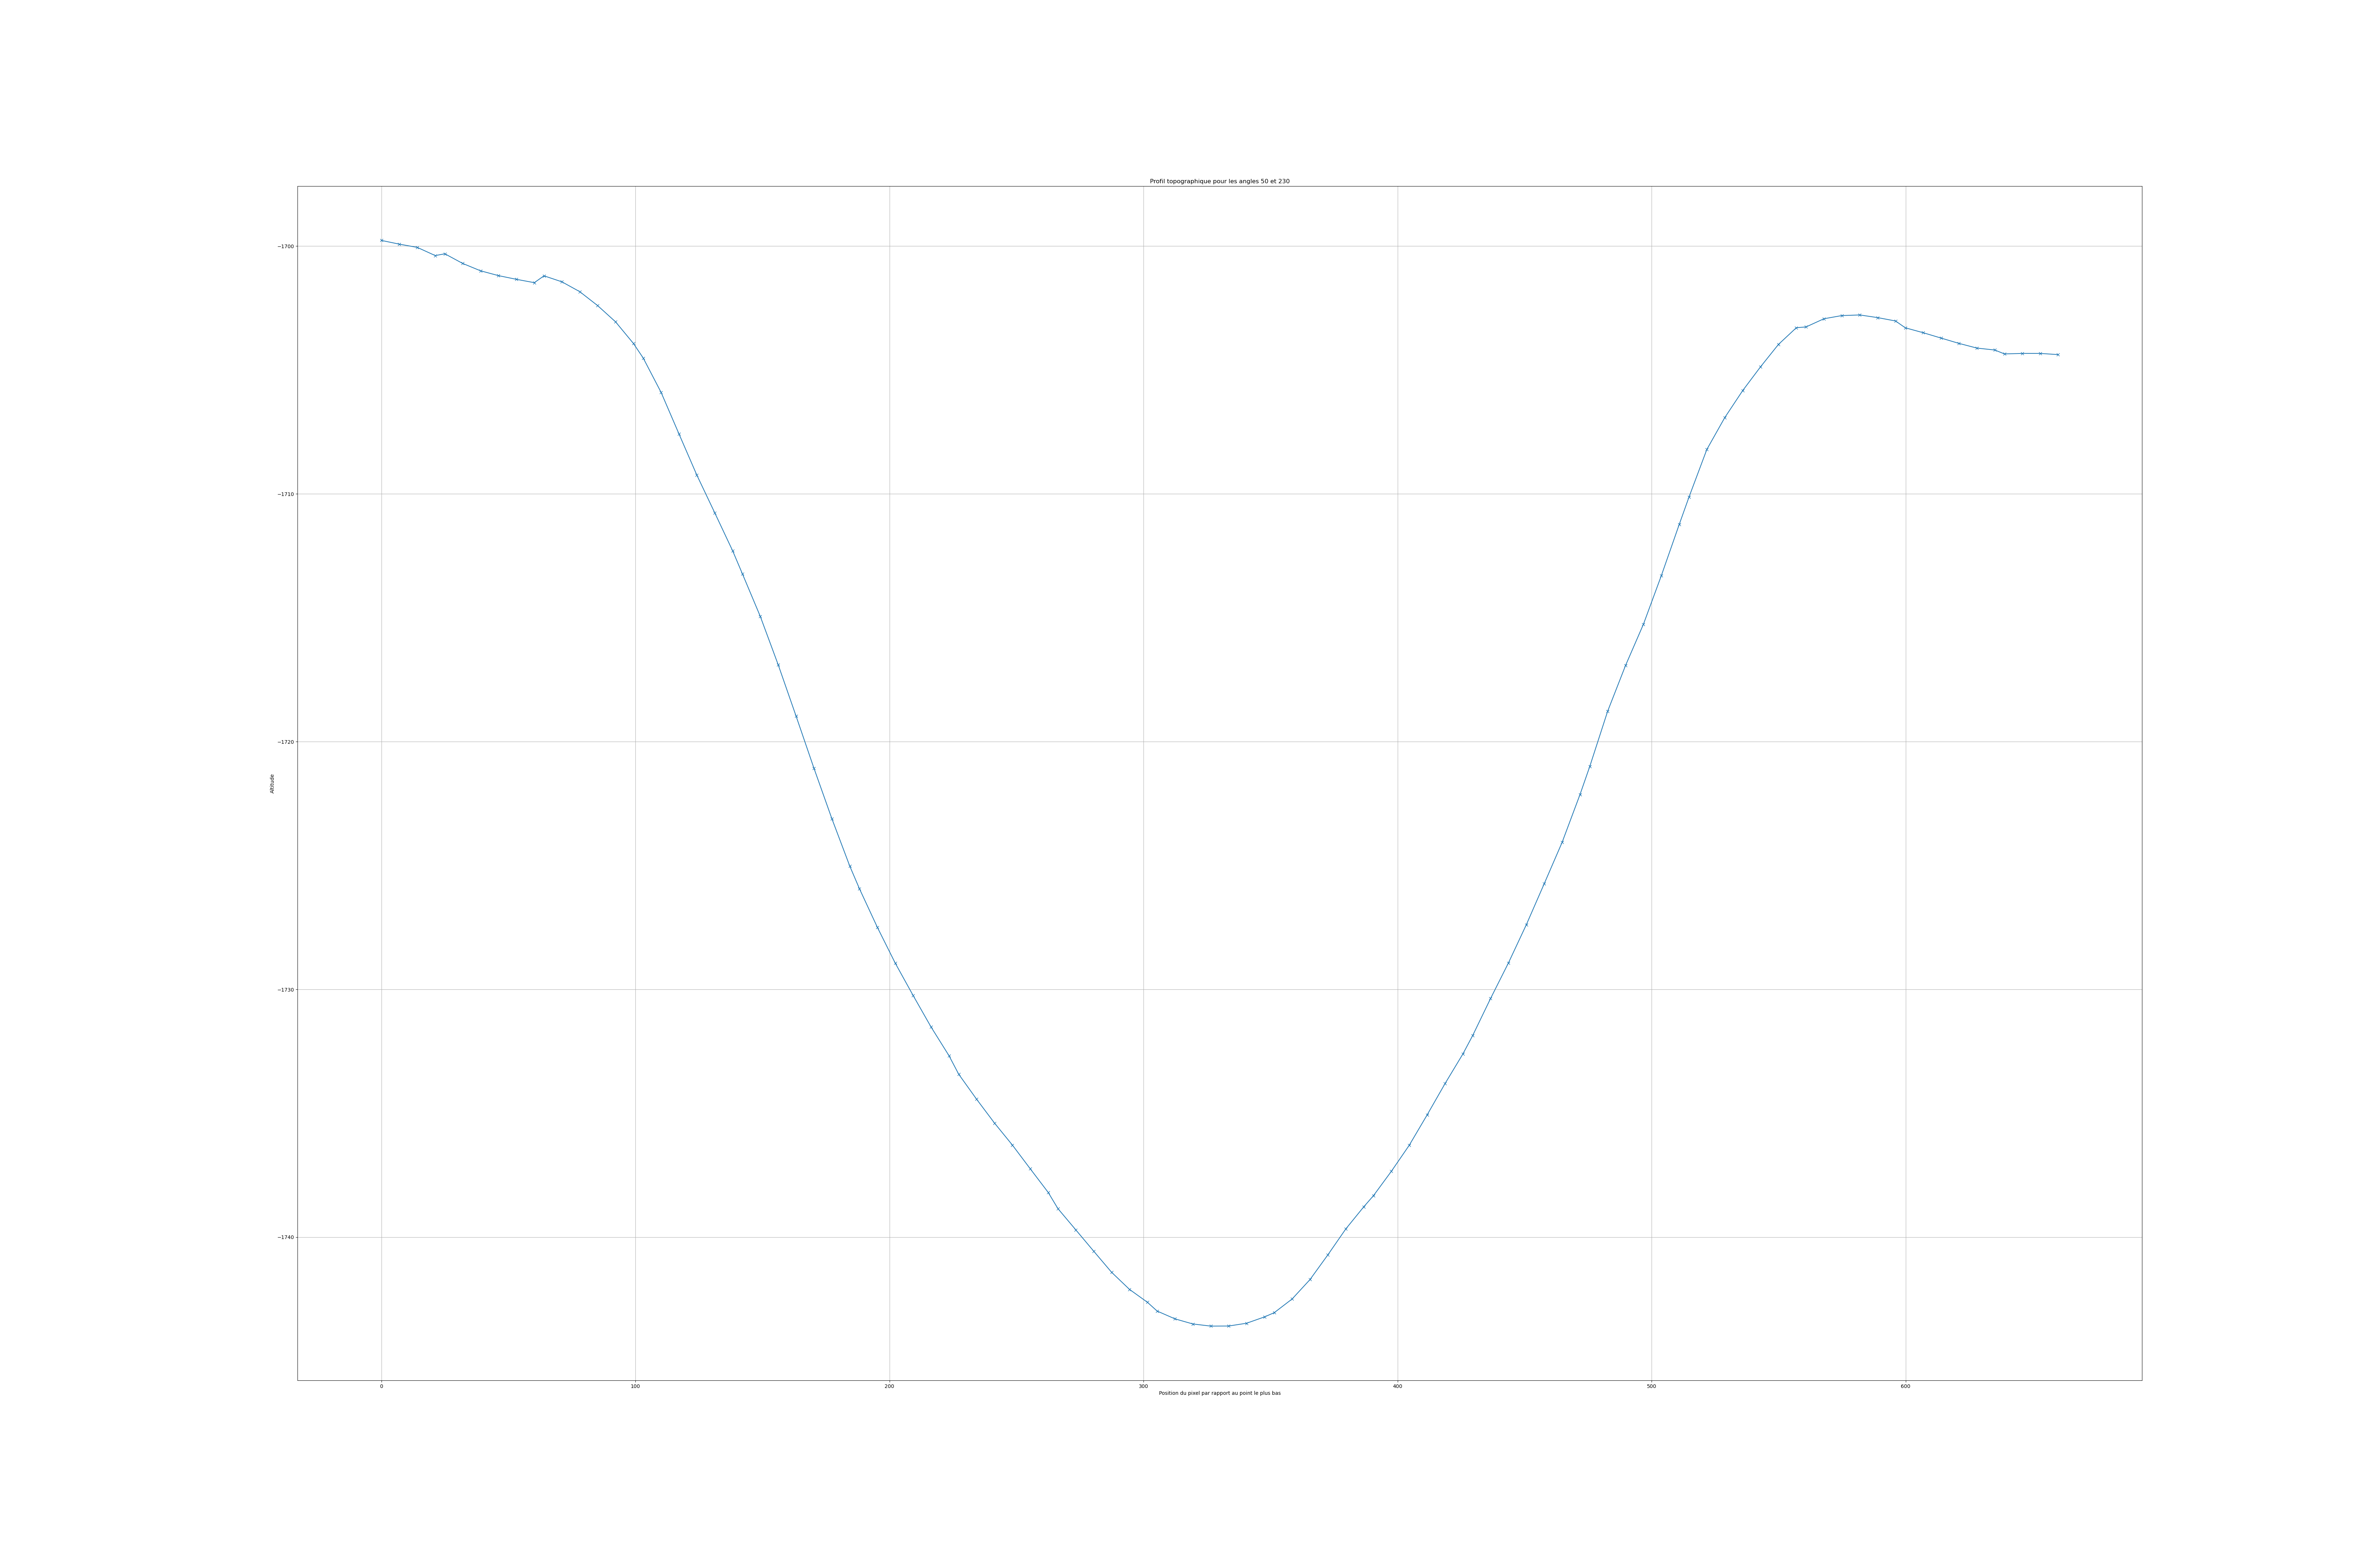 Profil topographique pour les angles 50 et 230
−1700
−1710
−1720
−1730
−1740
Altitude
0 100 200 300 400 500 600
Position du pixel par rapport au point le plus bas